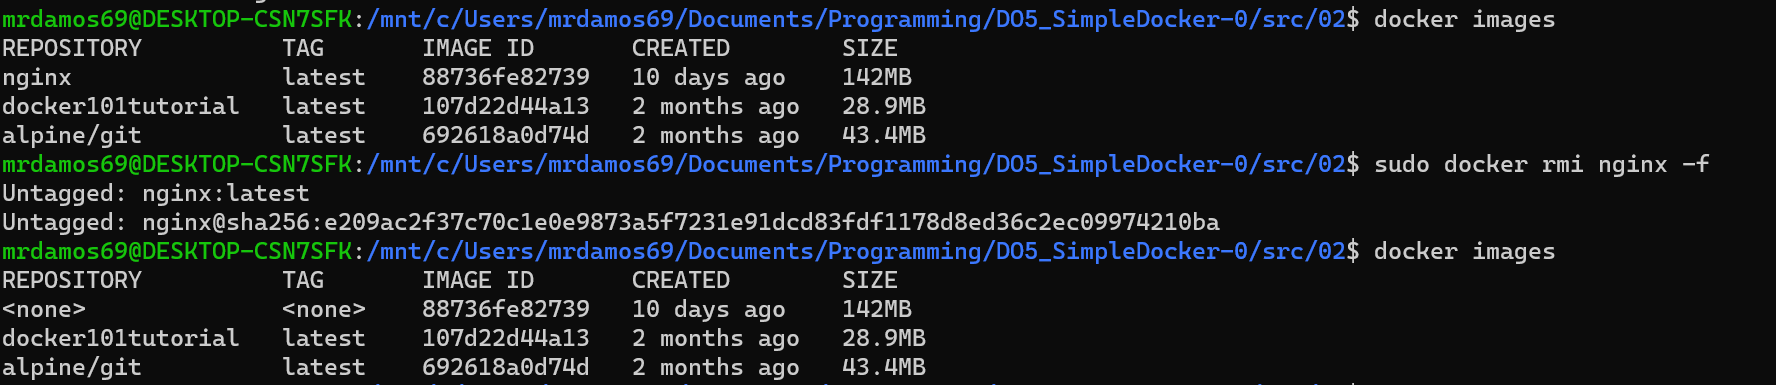 mrdamos69@DESKTOP-CSN7SFK:/mnt/c/Users/mrdamos69/Documents/Programming/DO5_SimpleDocker-0/src/02$ docker images
REPOSITORY          TAG       IMAGE ID       CREATED        SIZE
nginx               latest    88736fe82739   10 days ago    142MB
docker101tutorial   latest    107d22d44a13   2 months ago   28.9MB
alpine/git          latest    692618a0d74d   2 months ago   43.4MB
mrdamos69@DESKTOP-CSN7SFK:/mnt/c/Users/mrdamos69/Documents/Programming/DO5_SimpleDocker-0/src/02$ sudo docker rmi nginx -f
Untagged: nginx:latest
Untagged: nginx@sha256:e209ac2f37c70c1e0e9873a5f7231e91dcd83fdf1178d8ed36c2ec09974210ba
mrdamos69@DESKTOP-CSN7SFK:/mnt/c/Users/mrdamos69/Documents/Programming/DO5_SimpleDocker-0/src/02$ docker images
REPOSITORY          TAG       IMAGE ID       CREATED        SIZE
<none>              <none>    88736fe82739   10 days ago    142MB
docker101tutorial   latest    107d22d44a13   2 months ago   28.9MB
alpine/git          latest    692618a0d74d   2 months ago   43.4MB